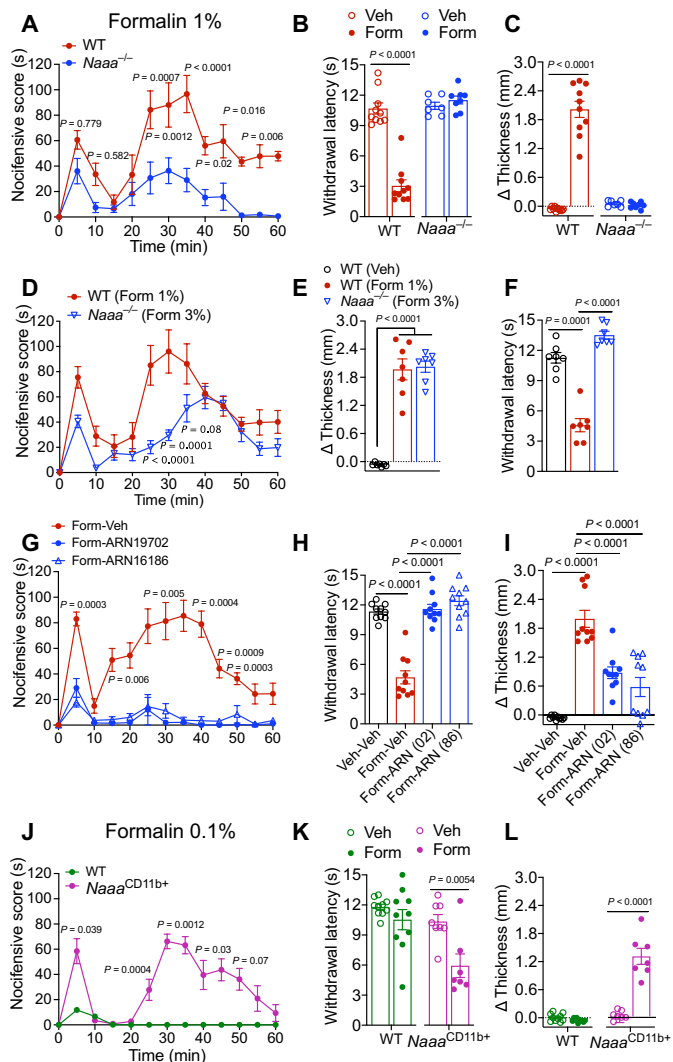 A
Formalin 1%
WT
Naaa–/–
Nocifensive score (s)
120
100
80
60
40
20
0
P = 0.779
P = 0.582
P = 0.0007
P < 0.0001
P = 0.0012
P = 0.02
P = 0.016
P = 0.006
0 10 20 30 40 50 60
Time (min)
B
Veh Veh
Form Form
Withdrawal latency (s)
15
12
9
6
3
0
P < 0.0001
WT Naaa–/–
C
Δ Thickness (mm)
3.2
2.4
1.6
0.8
0.0
P < 0.0001
WT Naaa–/–
D
WT (Form 1%)
Naaa–/– (Form 3%)
Nocifensive score (s)
120
100
80
60
40
20
0
P = 0.08
P = 0.0001
P < 0.0001
0 10 20 30 40 50 60
Time (min)
E
WT (Veh)
WT (Form 1%)
Naaa–/– (Form 3%)
Δ Thickness (mm)
3.0
2.4
1.8
1.2
0.6
0.0
P < 0.0001
F
Withdrawal latency (s)
15
12
9
6
3
0
P < 0.0001
P = 0.0001
G
Form-Veh
Form-ARN19702
Form-ARN16186
Nocifensive score (s)
120
100
80
60
40
20
0
P = 0.0003
P = 0.006
P = 0.005
P = 0.0004
P = 0.0009
P = 0.0003
0 10 20 30 40 50 60
Time (min)
H
Withdrawal latency (s)
15
12
9
6
3
0
P < 0.0001
P < 0.0001
P < 0.0001
Veh-Veh
Form-Veh
Form-ARN (02)
Form-ARN (86)
I
Δ Thickness (mm)
3.0
2.4
1.8
1.2
0.6
0.0
P < 0.0001
P < 0.0001
P < 0.0001
Veh-Veh
Form-Veh
Form-ARN (02)
Form-ARN (86)
J
Formalin 0.1%
WT
NaaaCD11b+
Nocifensive score (s)
120
100
80
60
40
20
0
P = 0.039
P = 0.0004
P = 0.0012
P = 0.03
P = 0.07
0 10 20 30 40 50 60
Time (min)
K
Veh Veh
Form Form
Withdrawal latency (s)
15
12
9
6
3
0
P = 0.0054
WT NaaaCD11b+
L
Δ Thickness (mm)
3.0
2.4
1.8
1.2
0.6
0.0
P < 0.0001
WT NaaaCD11b+